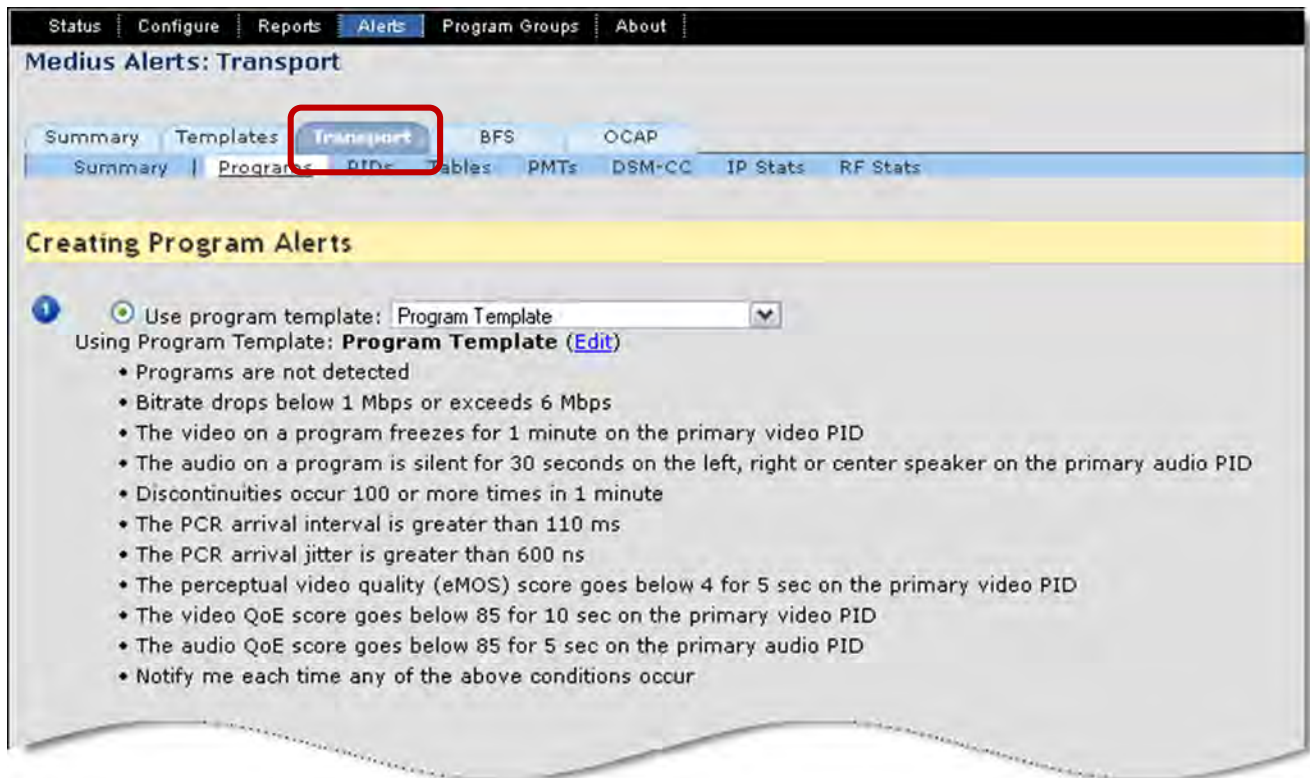 Status Configure Reports Alerts Program Groups About
Medius Alerts: Transport
Summary Templates Transport BFS OCAP
Summary | Programs PIDs Tables PMTs DSM-CC IP Stats RF Stats
Creating Program Alerts
1 Use program template: Program Template
Using Program Template: Program Template (Edit)
• Programs are not detected
• Bitrate drops below 1 Mbps or exceeds 6 Mbps
• The video on a program freezes for 1 minute on the primary video PID
• The audio on a program is silent for 30 seconds on the left, right or center speaker on the primary audio PID
• Discontinuities occur 100 or more times in 1 minute
• The PCR arrival interval is greater than 110 ms
• The PCR arrival jitter is greater than 600 ns
• The perceptual video quality (eMOS) score goes below 4 for 5 sec on the primary video PID
• The video QoE score goes below 85 for 10 sec on the primary video PID
• The audio QoE score goes below 85 for 5 sec on the primary audio PID
• Notify me each time any of the above conditions occur